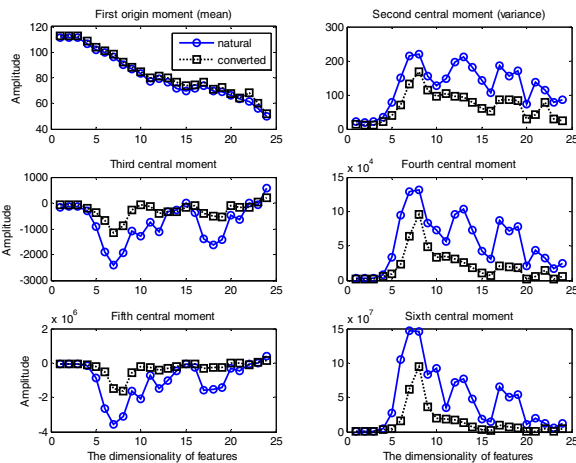 First origin moment (mean)
120
100
80
60
40
Amplitude
0 5 10 15 20 25
natural
converted
Second central moment (variance)
300
200
100
0
0 5 10 15 20 25
Third central moment
1000
0
-1000
-2000
-3000
Amplitude
0 5 10 15 20 25
Fourth central moment
x 10^4
15
10
5
0
0 5 10 15 20 25
Fifth central moment
x 10^6
2
0
-2
-4
Amplitude
0 5 10 15 20 25
The dimensionality of features
Sixth central moment
x 10^7
15
10
5
0
0 5 10 15 20 25
The dimensionality of features